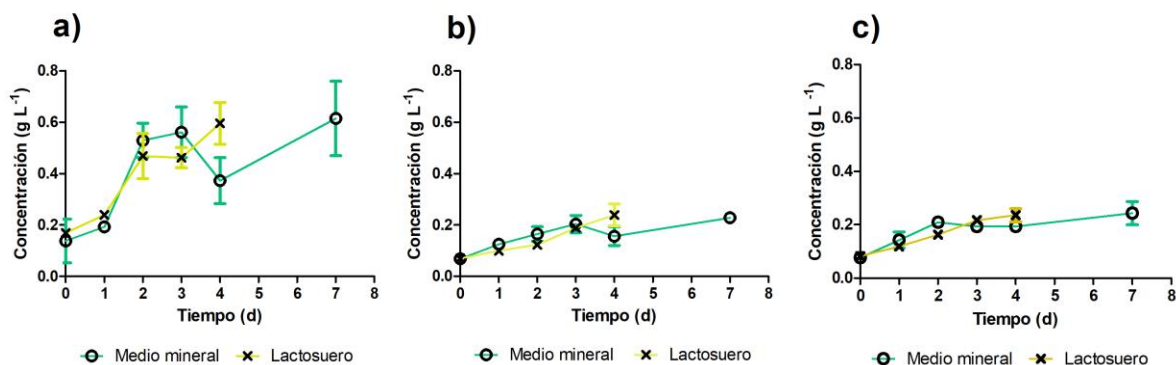 a)
Concentración (g L⁻¹)
0.8
0.6
0.4
0.2
0.0
0 1 2 3 4 5 6 7 8
Tiempo (d)
Medio mineral Lactosuero
b)
Concentración (g L⁻¹)
0.8
0.6
0.4
0.2
0.0
0 1 2 3 4 5 6 7 8
Tiempo (d)
Medio mineral Lactosuero
c)
Concentración (g L⁻¹)
0.8
0.6
0.4
0.2
0.0
0 1 2 3 4 5 6 7 8
Tiempo (d)
Medio mineral Lactosuero